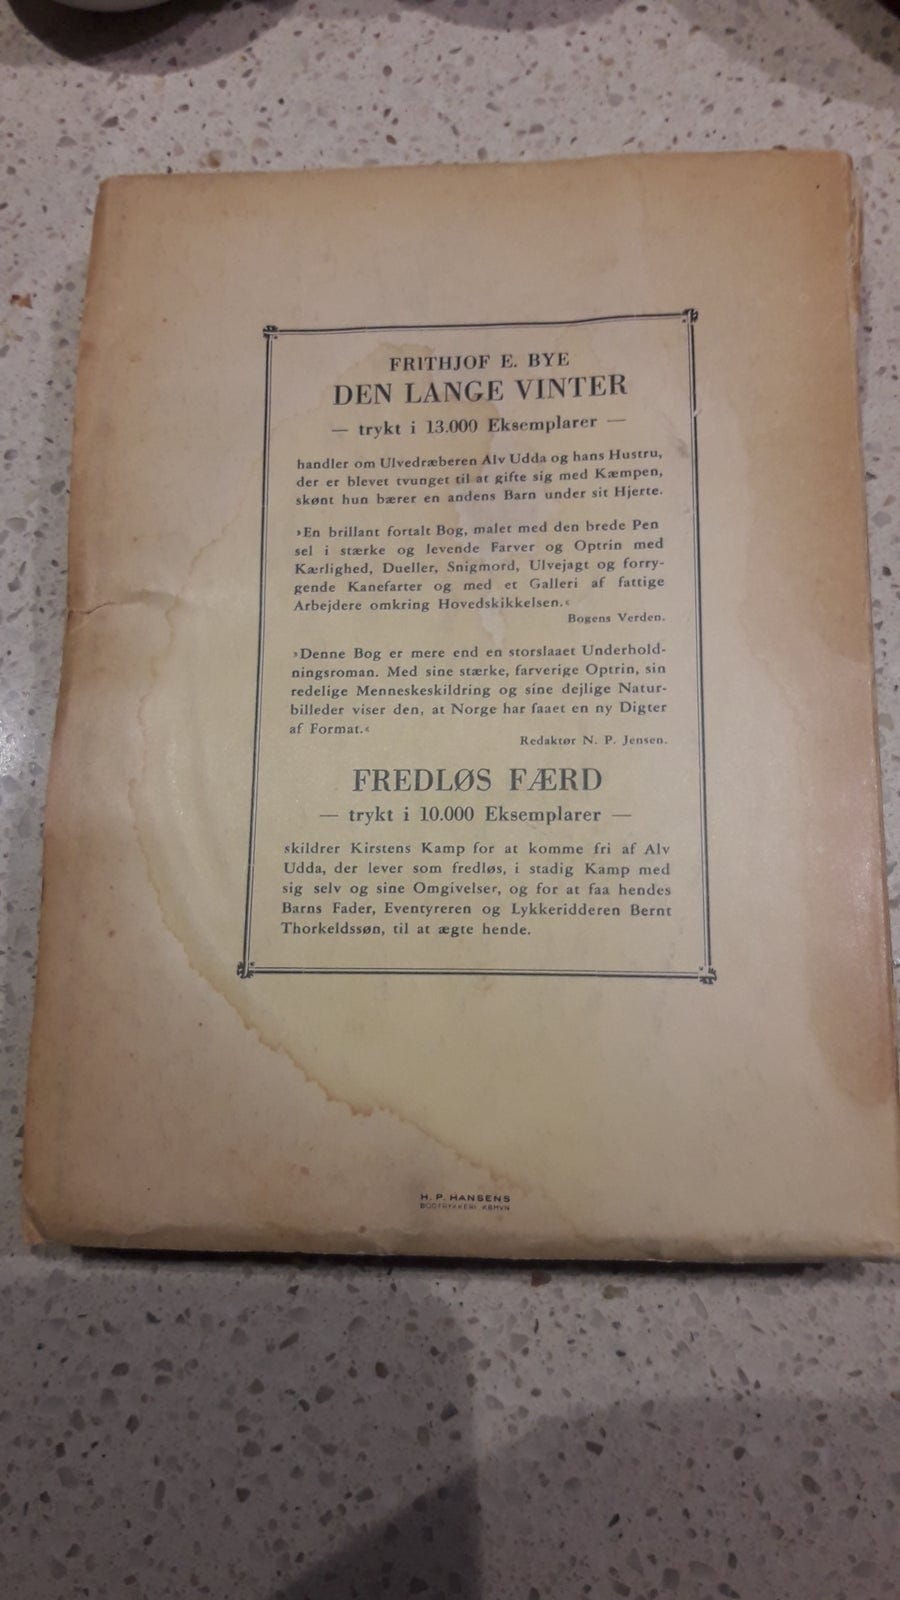 FRITHJOF E. BYE
DEN LANGE VINTER
— trykt i 13.000 Eksemplarer —
handler om Ulvedræberen Alv Udda og hans Hustru,
der er blevet tvunget til at gifte sig med Kæmpen,
skønt hun bærer en andens Barn under sit Hjerte.
›En brillant fortalt Bog, malet med den brede Pen
sel i stærke og levende Farver og Optrin med
Kærlighed, Dueller, Snigmord, Ulvejagt og forry-
gende Kanefarter og med et Galleri af fattige
Arbejdere omkring Hovedskikkelsen.‹
Bogens Verden.
›Denne Bog er mere end en storslaaet Underhold-
ningsroman. Med sine stærke, farverige Optrin, sin
redelige Menneskeskildring og sine dejlige Natur-
billeder viser den, at Norge har faaet en ny Digter
af Format.‹
Redaktør N. P. Jensen.
FREDLØS FÆRD
— trykt i 10.000 Eksemplarer —
skildrer Kirstens Kamp for at komme fri af Alv
Udda, der lever som fredløs, i stadig Kamp med
sig selv og sine Omgivelser, og for at faa hendes
Barns Fader, Eventyreren og Lykkeridderen Bernt
Thorkeldssøn, til at ægte hende.
H. P. HANSENS
BOGTRYKKERI KBHVN